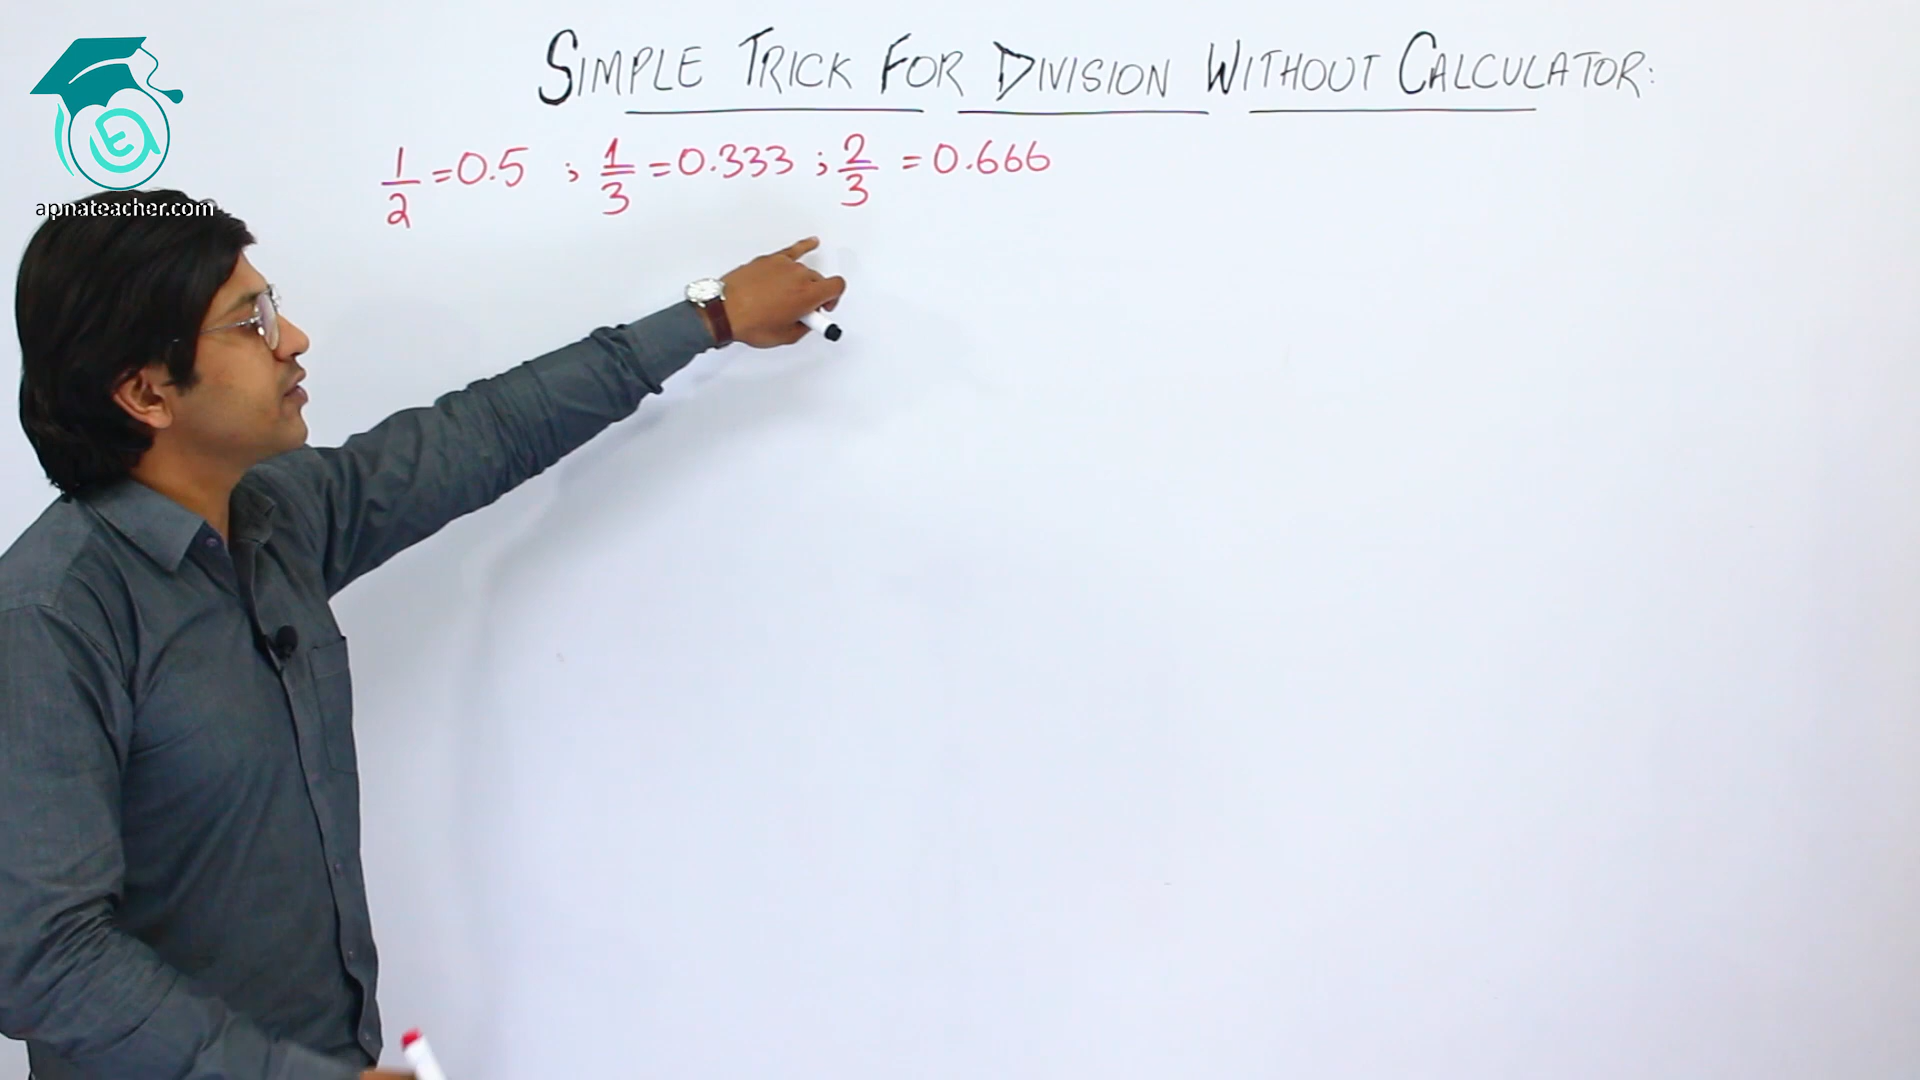 SIMPLE TRICK FOR DIVISION WITHOUT CALCULATOR:
1/2 = 0.5 ; 1/3 = 0.333 ; 2/3 = 0.666
apnateacher.com